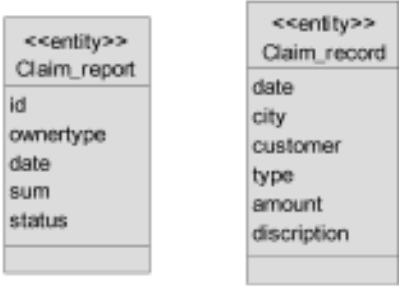 <<entity>>
Claim_report
id
ownertype
date
sum
status
<<entity>>
Claim_record
date
city
customer
type
amount
discription